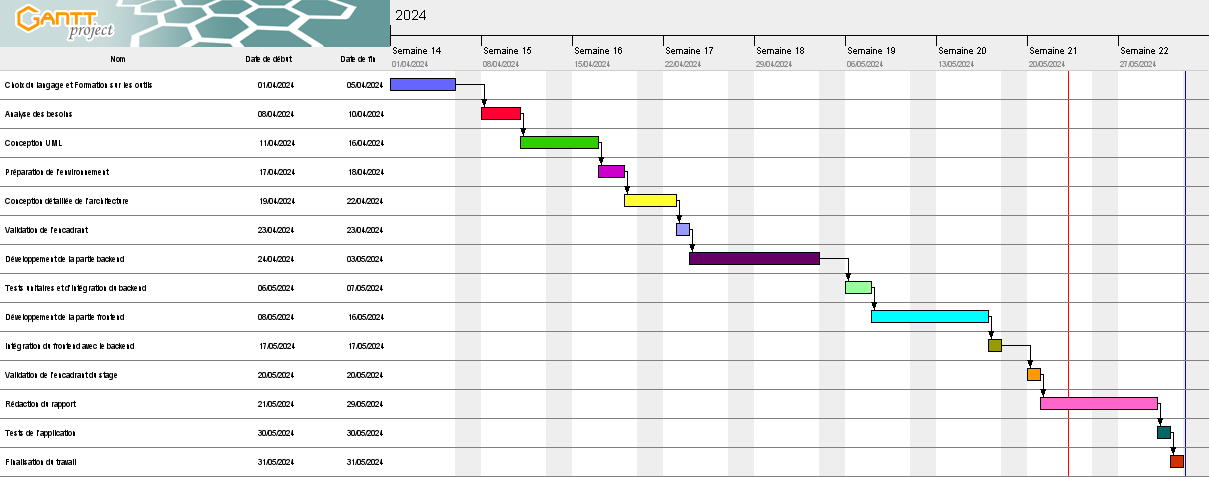 GANTT
project
2024
Semaine 14 Semaine 15 Semaine 16 Semaine 17 Semaine 18 Semaine 19 Semaine 20 Semaine 21 Semaine 22
Nom Date de début Date de fin 01/04/2024 08/04/2024 15/04/2024 22/04/2024 29/04/2024 06/05/2024 13/05/2024 20/05/2024 27/05/2024
Choix du langage et Formation sur les outils 01/04/2024 05/04/2024
Analyse des besoins 08/04/2024 10/04/2024
Conception UML 11/04/2024 16/04/2024
Préparation de l'environnement 17/04/2024 18/04/2024
Conception détaillée de l'architecture 19/04/2024 22/04/2024
Validation de l'encadrant 23/04/2024 23/04/2024
Développement de la partie backend 24/04/2024 03/05/2024
Tests unitaires et d'intégration du backend 06/05/2024 07/05/2024
Développement de la partie frontend 08/05/2024 16/05/2024
Intégration du frontend avec le backend 17/05/2024 17/05/2024
Validation de l'encadrant du stage 20/05/2024 20/05/2024
Rédaction du rapport 21/05/2024 29/05/2024
Tests de l'application 30/05/2024 30/05/2024
Finalisation du travail 31/05/2024 31/05/2024